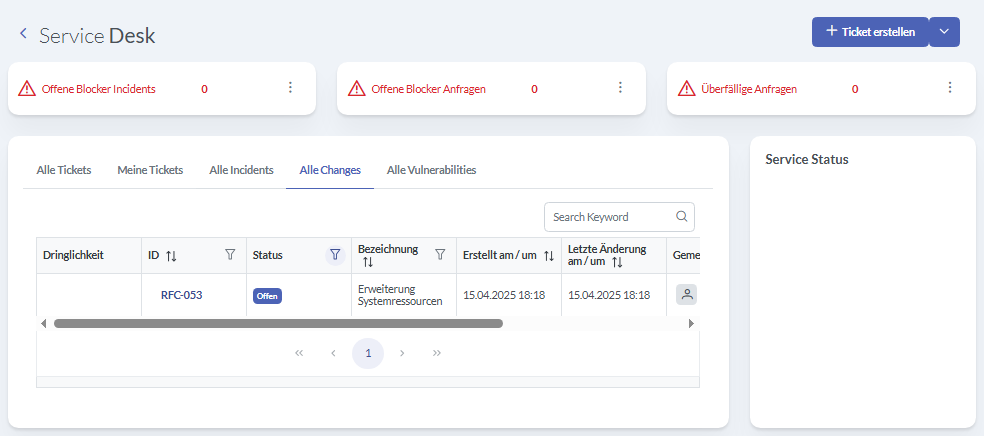 Service Desk
Ticket erstellen
Offene Blocker Incidents 0
Offene Blocker Anfragen 0
Überfällige Anfragen 0
Alle Tickets Meine Tickets Alle Incidents Alle Changes Alle Vulnerabilities
Service Status
Search Keyword
Dringlichkeit ID Status Bezeichnung Erstellt am / um Letzte Änderung am / um Geme
RFC-053 Offen Erweiterung Systemressourcen 15.04.2025 18:18 15.04.2025 18:18
« ‹ 1 › »